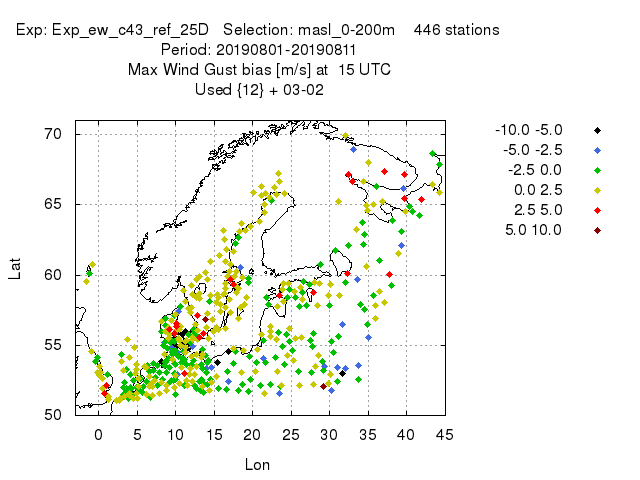 Exp: Exp_ew_c43_ref_25D Selection: masl_0-200m 446 stations
Period: 20190801-20190811
Max Wind Gust bias [m/s] at 15 UTC
Used {12} + 03-02
-10.0 -5.0
-5.0 -2.5
-2.5 0.0
0.0 2.5
2.5 5.0
5.0 10.0
70
65
60
55
50
Lat
0 5 10 15 20 25 30 35 40 45
Lon